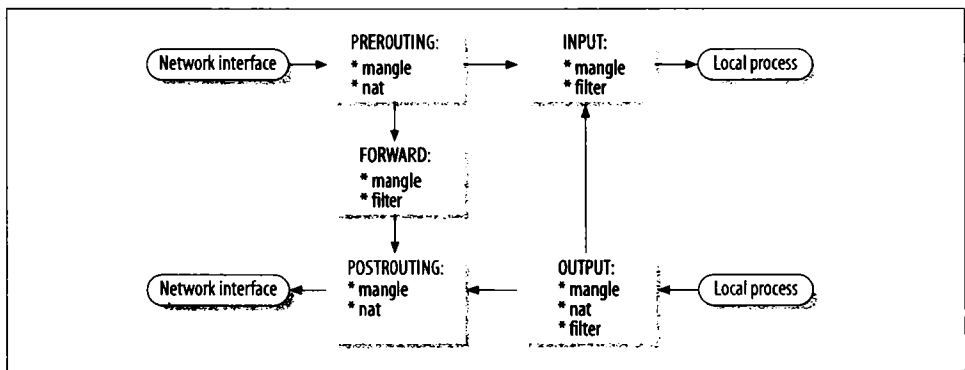 Network interface
PREROUTING:
* mangle
* nat
INPUT:
* mangle
* filter
Local process
FORWARD:
* mangle
* filter
Network interface
POSTROUTING:
* mangle
* nat
OUTPUT:
* mangle
* nat
* filter
Local process